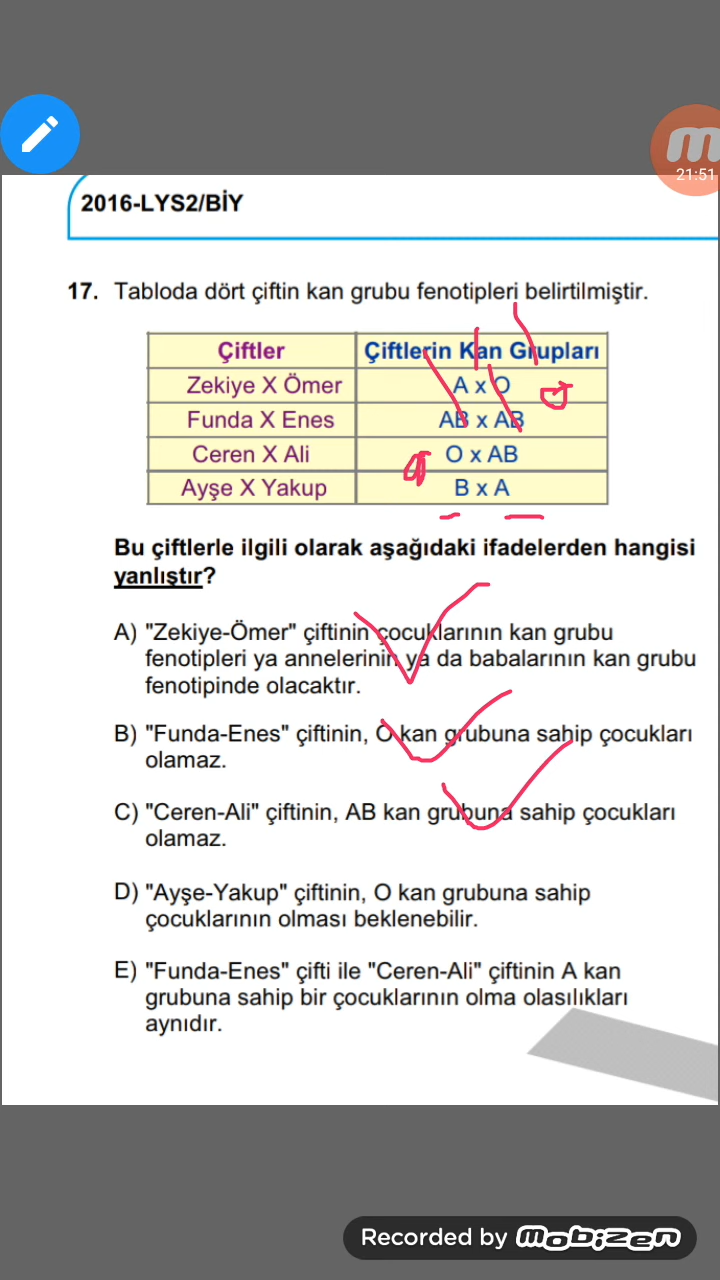 21:51
2016-LYS2/BİY
17. Tabloda dört çiftin kan grubu fenotipleri belirtilmiştir.
Çiftler Çiftlerin Kan Grupları
Zekiye X Ömer A x O
Funda X Enes AB x AB
Ceren X Ali O x AB
Ayşe X Yakup B x A
Bu çiftlerle ilgili olarak aşağıdaki ifadelerden hangisi
yanlıştır?
A) "Zekiye-Ömer" çiftinin çocuklarının kan grubu
fenotipleri ya annelerinin ya da babalarının kan grubu
fenotipinde olacaktır.
B) "Funda-Enes" çiftinin, O kan grubuna sahip çocukları
olamaz.
C) "Ceren-Ali" çiftinin, AB kan grubuna sahip çocukları
olamaz.
D) "Ayşe-Yakup" çiftinin, O kan grubuna sahip
çocuklarının olması beklenebilir.
E) "Funda-Enes" çifti ile "Ceren-Ali" çiftinin A kan
grubuna sahip bir çocuklarının olma olasılıkları
aynıdır.
Recorded by mobizen